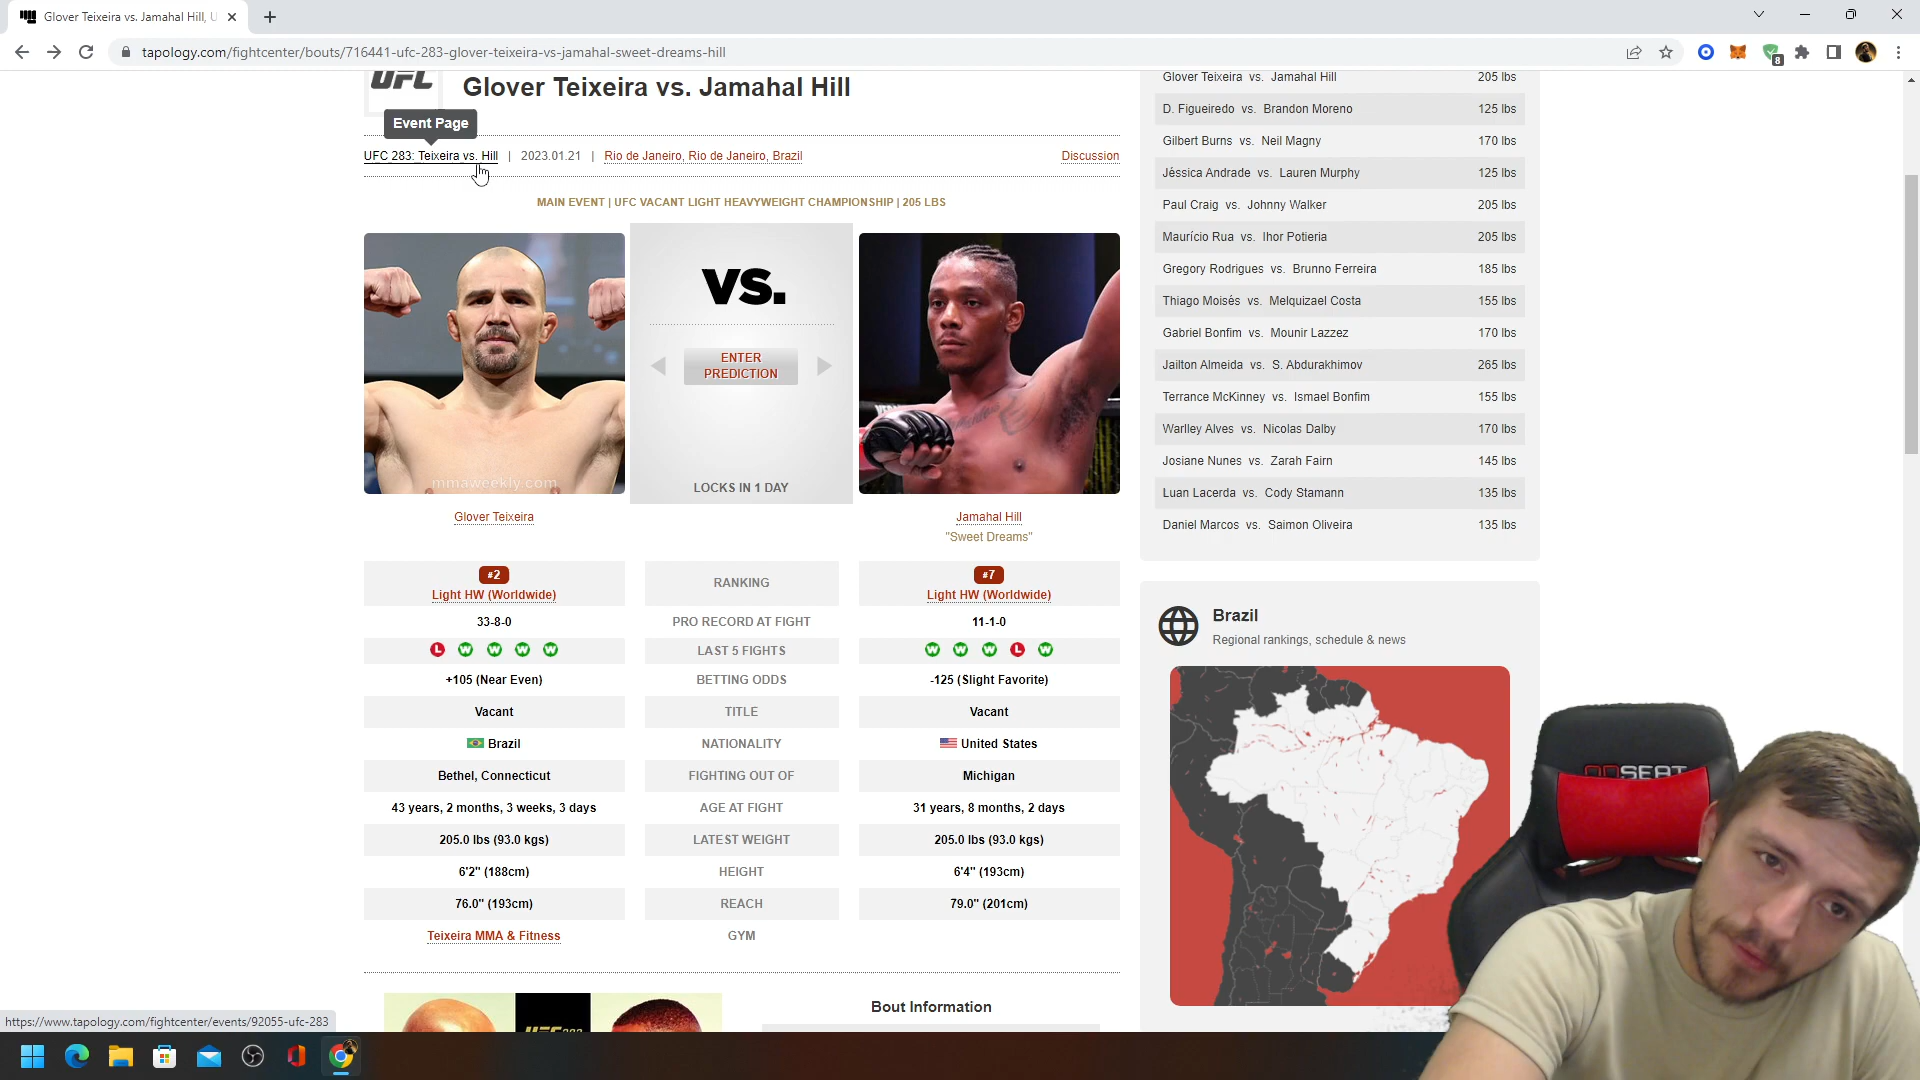 Glover Teixeira vs. Jamahal Hill, U
tapology.com/fightcenter/bouts/716441-ufc-283-glover-teixeira-vs-jamahal-sweet-dreams-hill
8
UFC
Glover Teixeira vs. Jamahal Hill
Event Page
UFC 283: Teixeira vs. Hill | 2023.01.21 | Rio de Janeiro, Rio de Janeiro, Brazil
Discussion
MAIN EVENT | UFC VACANT LIGHT HEAVYWEIGHT CHAMPIONSHIP | 205 LBS
mmaweekly.com
VS.
ENTER
PREDICTION
LOCKS IN 1 DAY
Glover Teixeira
Jamahal Hill
"Sweet Dreams"
#2 RANKING #7
Light HW (Worldwide) Light HW (Worldwide)
33-8-0 PRO RECORD AT FIGHT 11-1-0
L W W W W LAST 5 FIGHTS W W W L W
+105 (Near Even) BETTING ODDS -125 (Slight Favorite)
Vacant TITLE Vacant
Brazil NATIONALITY United States
Bethel, Connecticut FIGHTING OUT OF Michigan
43 years, 2 months, 3 weeks, 3 days AGE AT FIGHT 31 years, 8 months, 2 days
205.0 lbs (93.0 kgs) LATEST WEIGHT 205.0 lbs (93.0 kgs)
6'2" (188cm) HEIGHT 6'4" (193cm)
76.0" (193cm) REACH 79.0" (201cm)
Teixeira MMA & Fitness GYM
Bout Information
Glover Teixeira vs. Jamahal Hill 205 lbs
D. Figueiredo vs. Brandon Moreno 125 lbs
Gilbert Burns vs. Neil Magny 170 lbs
Jéssica Andrade vs. Lauren Murphy 125 lbs
Paul Craig vs. Johnny Walker 205 lbs
Maurício Rua vs. Ihor Potieria 205 lbs
Gregory Rodrigues vs. Brunno Ferreira 185 lbs
Thiago Moisés vs. Melquizael Costa 155 lbs
Gabriel Bonfim vs. Mounir Lazzez 170 lbs
Jailton Almeida vs. S. Abdurakhimov 265 lbs
Terrance McKinney vs. Ismael Bonfim 155 lbs
Warlley Alves vs. Nicolas Dalby 170 lbs
Josiane Nunes vs. Zarah Fairn 145 lbs
Luan Lacerda vs. Cody Stamann 135 lbs
Daniel Marcos vs. Saimon Oliveira 135 lbs
Brazil
Regional rankings, schedule & news
https://www.tapology.com/fightcenter/events/92055-ufc-283